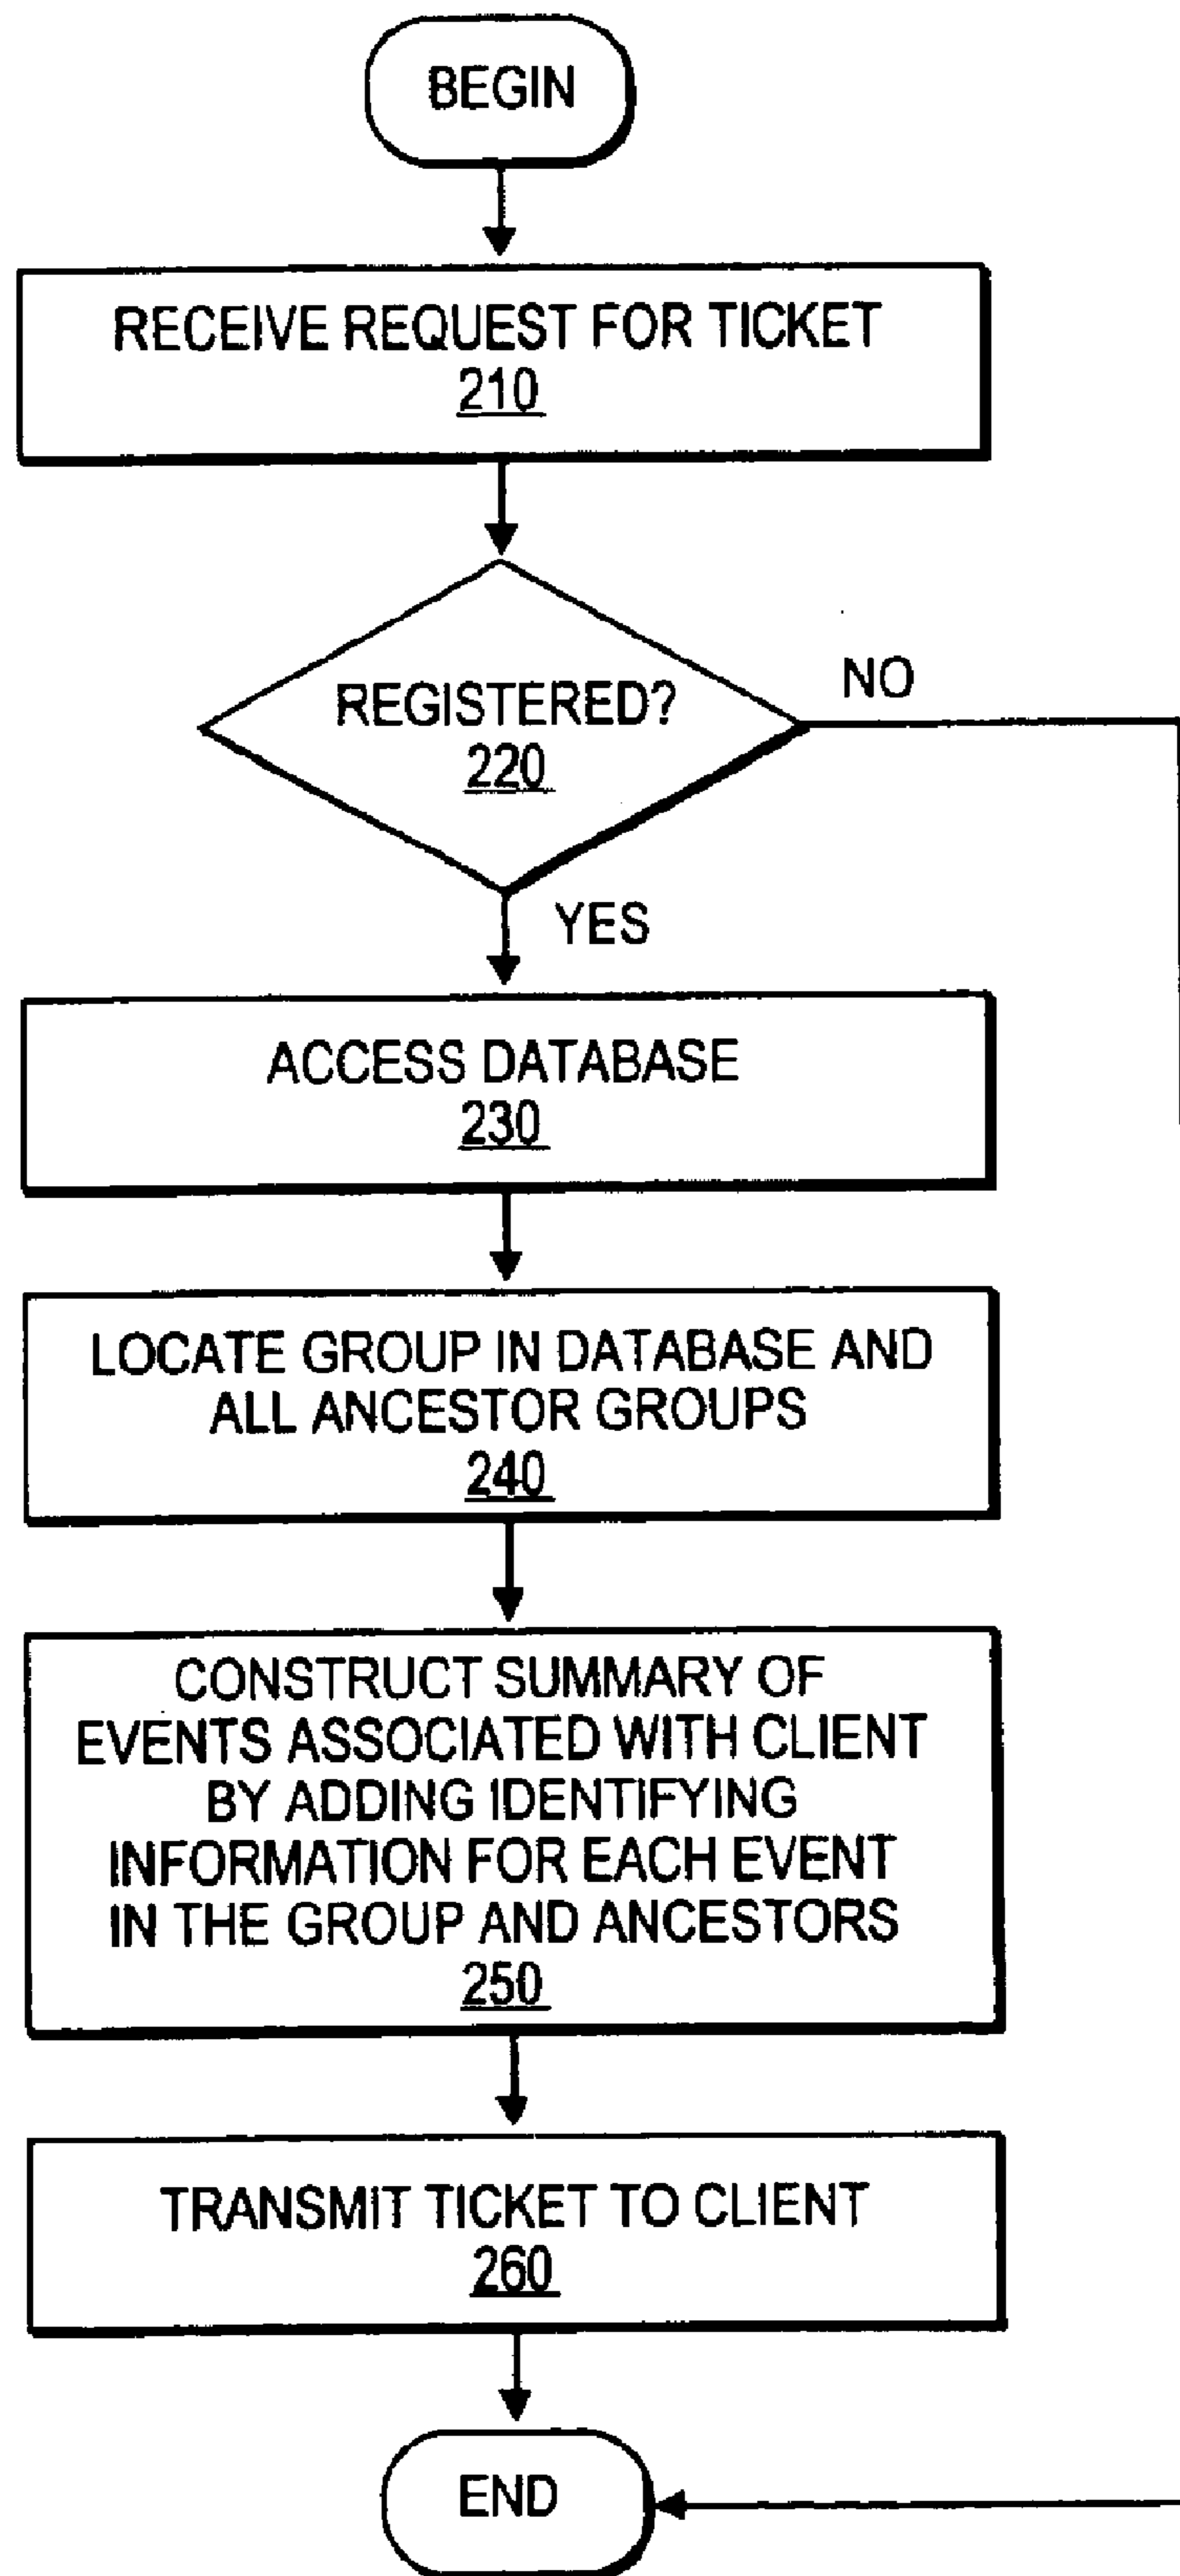 BEGIN
RECEIVE REQUEST FOR TICKET
210
REGISTERED?
220
NO
YES
ACCESS DATABASE
230
LOCATE GROUP IN DATABASE AND
ALL ANCESTOR GROUPS
240
CONSTRUCT SUMMARY OF
EVENTS ASSOCIATED WITH CLIENT
BY ADDING IDENTIFYING
INFORMATION FOR EACH EVENT
IN THE GROUP AND ANCESTORS
250
TRANSMIT TICKET TO CLIENT
260
END